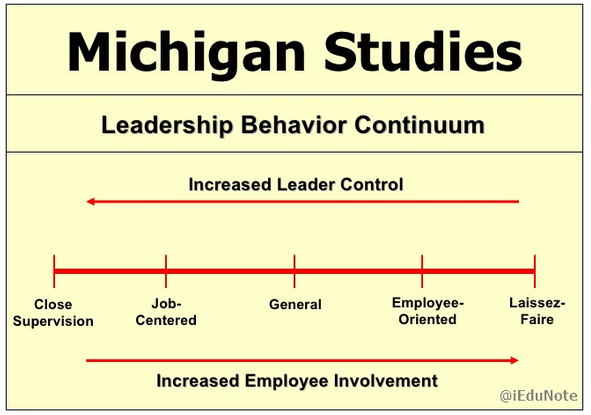 Michigan Studies
Leadership Behavior Continuum
Increased Leader Control
Close
Supervision
Job-
Centered
General
Employee-
Oriented
Laissez-
Faire
Increased Employee Involvement
@iEduNote